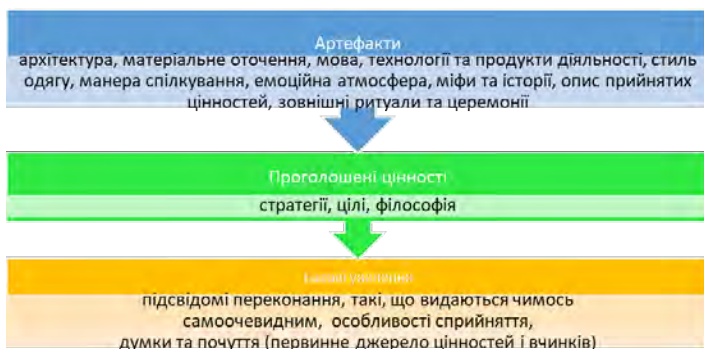 Артефакти
архітектура, матеріальне оточення, мова, технології та продукти діяльності, стиль
одягу, манера спілкування, емоційна атмосфера, міфи та історії, опис прийнятих
цінностей, зовнішні ритуали та церемонії
Проголошені цінності
стратегії, цілі, філософія
підсвідомі переконання, такі, що видаються чимось
самоочевидним, особливості сприйняття,
думки та почуття (первинне джерело цінностей і вчинків)